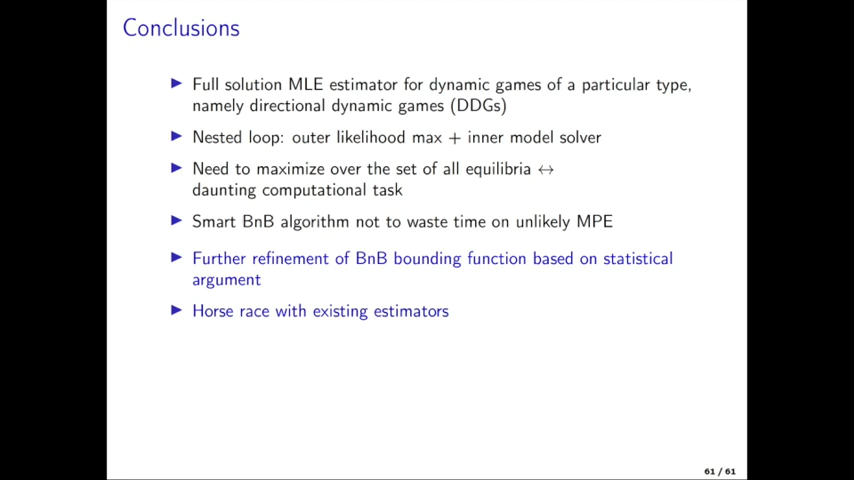 Conclusions
Full solution MLE estimator for dynamic games of a particular type,
namely directional dynamic games (DDGs)
Nested loop: outer likelihood max + inner model solver
Need to maximize over the set of all equilibria ↔
daunting computational task
Smart BnB algorithm not to waste time on unlikely MPE
Further refinement of BnB bounding function based on statistical
argument
Horse race with existing estimators
61 / 61